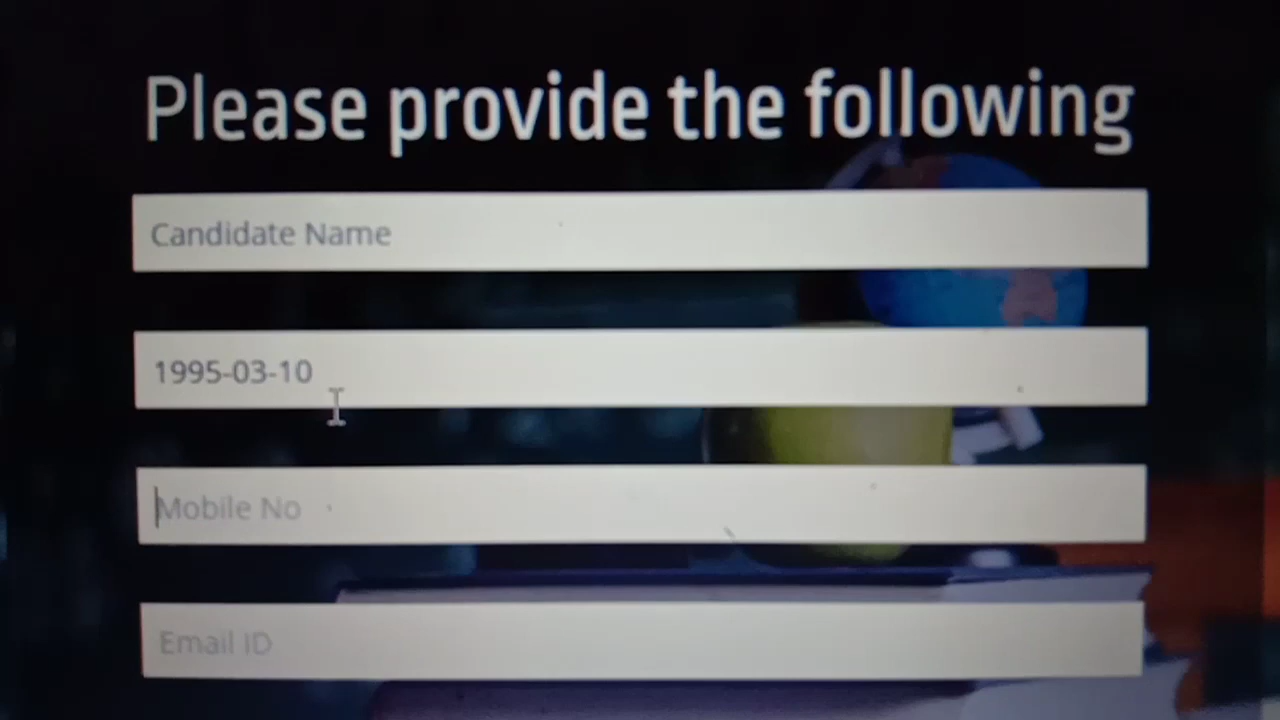 Please provide the following
Candidate Name
1995-03-10
Mobile No
Email ID